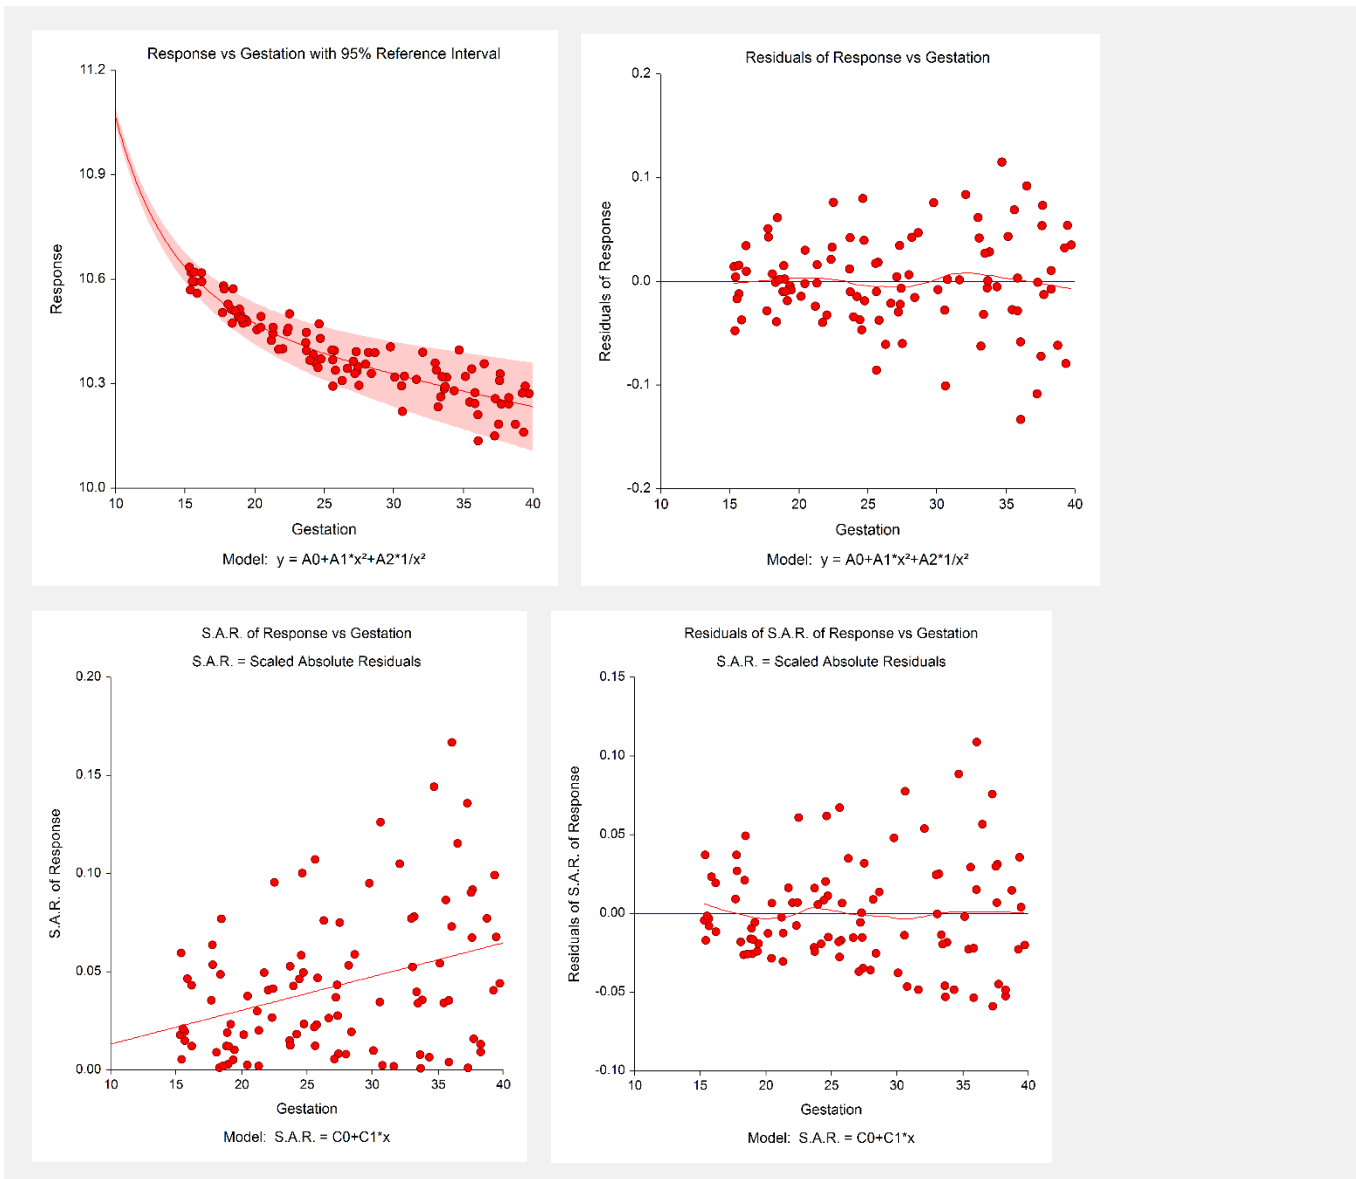 Response vs Gestation with 95% Reference Interval
11.2
10.9
10.6
10.3
10.0
Response
10 15 20 25 30 35 40
Gestation
Model: y = A0+A1*x²+A2*1/x²
Residuals of Response vs Gestation
0.2
0.1
0.0
-0.1
-0.2
Residuals of Response
10 15 20 25 30 35 40
Gestation
Model: y = A0+A1*x²+A2*1/x²
S.A.R. of Response vs Gestation
S.A.R. = Scaled Absolute Residuals
0.20
0.15
0.10
0.05
0.00
S.A.R. of Response
10 15 20 25 30 35 40
Gestation
Model: S.A.R. = C0+C1*x
Residuals of S.A.R. of Response vs Gestation
S.A.R. = Scaled Absolute Residuals
0.15
0.10
0.05
0.00
-0.05
-0.10
Residuals of S.A.R. of Response
10 15 20 25 30 35 40
Gestation
Model: S.A.R. = C0+C1*x